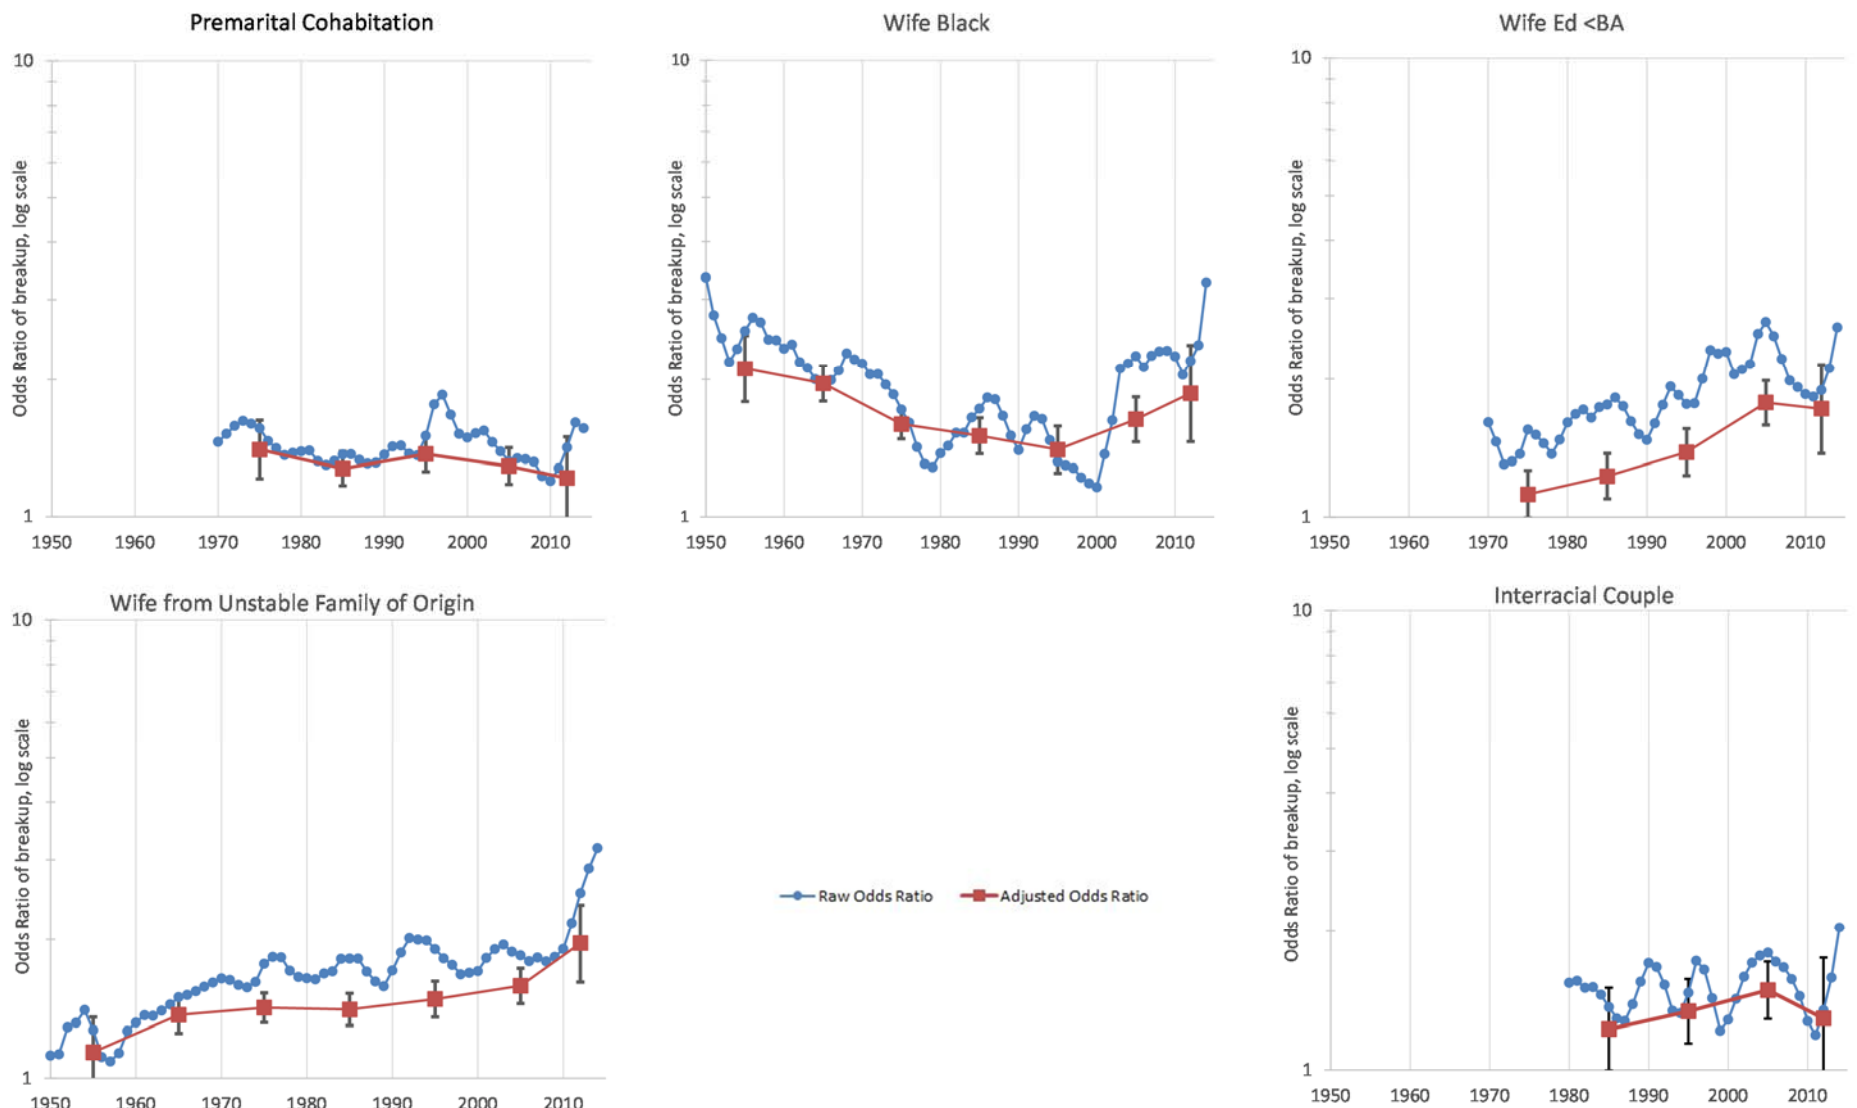 Premarital Cohabitation
10
Odds Ratio of breakup, log scale
1
1950 1960 1970 1980 1990 2000 2010
Wife Black
10
Odds Ratio of breakup, log scale
1
1950 1960 1970 1980 1990 2000 2010
Wife Ed <BA
10
Odds Ratio of breakup, log scale
1
1950 1960 1970 1980 1990 2000 2010
Wife from Unstable Family of Origin
10
Odds Ratio of breakup, log scale
1
1950 1960 1970 1980 1990 2000 2010
Raw Odds Ratio Adjusted Odds Ratio
Interracial Couple
10
Odds Ratio of breakup, log scale
1
1950 1960 1970 1980 1990 2000 2010